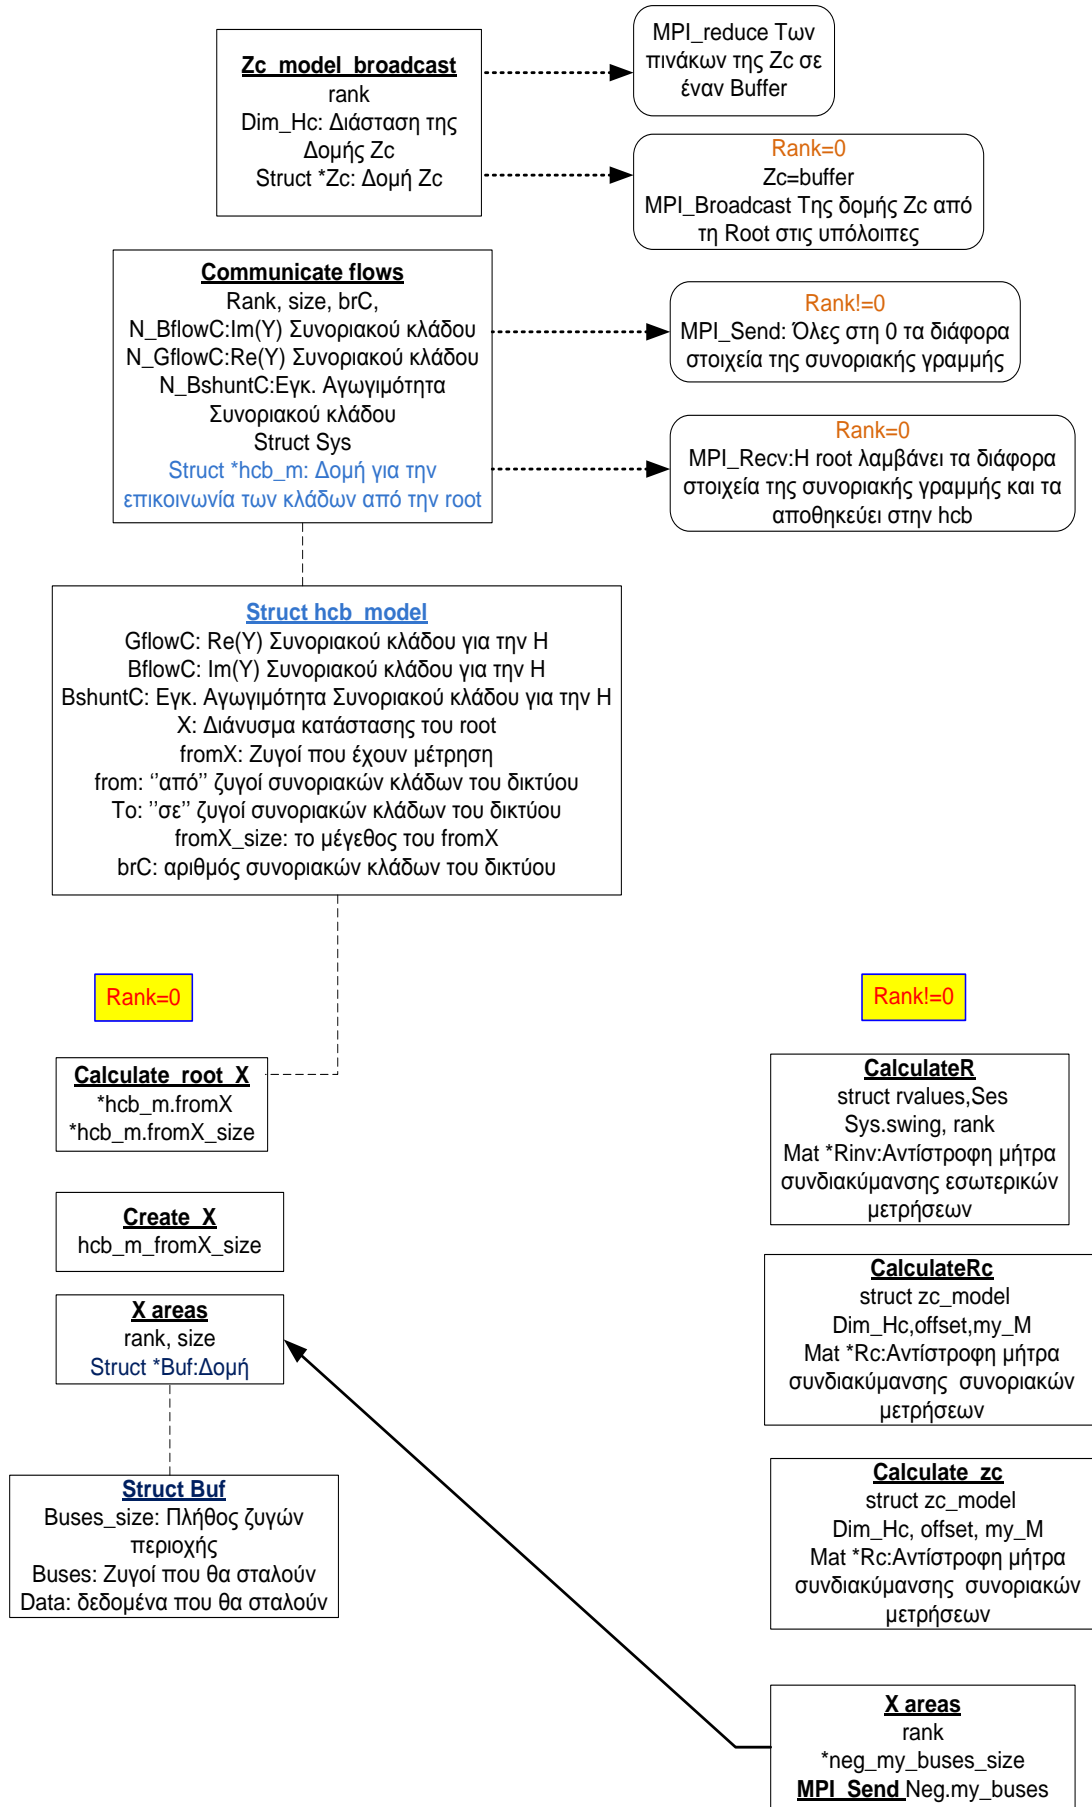 Zc_model_broadcast
rank
Dim_Hc: Διάσταση της
Δομής Zc
Struct *Zc: Δομή Zc
MPI_reduce Των
πινάκων της Zc σε
έναν Buffer
Rank=0
Zc=buffer
MPI_Broadcast Της δομής Zc από
τη Root στις υπόλοιπες
Communicate flows
Rank, size, brC,
N_BflowC:Im(Y) Συνοριακού κλάδου
N_GflowC:Re(Y) Συνοριακού κλάδου
N_BshuntC:Εγκ. Αγωγιμότητα
Συνοριακού κλάδου
Struct Sys
Struct *hcb_m: Δομή για την
επικοινωνία των κλάδων από την root
Rank!=0
MPI_Send: Όλες στη 0 τα διάφορα
στοιχεία της συνοριακής γραμμής
Rank=0
MPI_Recv:Η root λαμβάνει τα διάφορα
στοιχεία της συνοριακής γραμμής και τα
αποθηκεύει στην hcb
Struct hcb_model
GflowC: Re(Y) Συνοριακού κλάδου για την H
BflowC: Im(Y) Συνοριακού κλάδου για την H
BshuntC: Εγκ. Αγωγιμότητα Συνοριακού κλάδου για την H
X: Διάνυσμα κατάστασης του root
fromX: Ζυγοί που έχουν μέτρηση
from: ‘’από’’ ζυγοί συνοριακών κλάδων του δικτύου
To: ’’σε’’ ζυγοί συνοριακών κλάδων του δικτύου
fromX_size: το μέγεθος του fromX
brC: αριθμός συνοριακών κλάδων του δικτύου
Rank=0
Calculate_root_X
*hcb_m.fromX
*hcb_m.fromX_size
Create_X
hcb_m_fromX_size
X areas
rank, size
Struct *Buf:Δομή
Struct Buf
Buses_size: Πλήθος ζυγών
περιοχής
Buses: Ζυγοί που θα σταλούν
Data: δεδομένα που θα σταλούν
Rank!=0
CalculateR
struct rvalues,Ses
Sys.swing, rank
Mat *Rinv:Αντίστροφη μήτρα
συνδιακύμανσης εσωτερικών
μετρήσεων
CalculateRc
struct zc_model
Dim_Hc,offset,my_M
Mat *Rc:Αντίστροφη μήτρα
συνδιακύμανσης συνοριακών
μετρήσεων
Calculate_zc
struct zc_model
Dim_Hc, offset, my_M
Mat *Rc:Αντίστροφη μήτρα
συνδιακύμανσης συνοριακών
μετρήσεων
X areas
rank
*neg_my_buses_size
MPI_Send Neg.my_buses